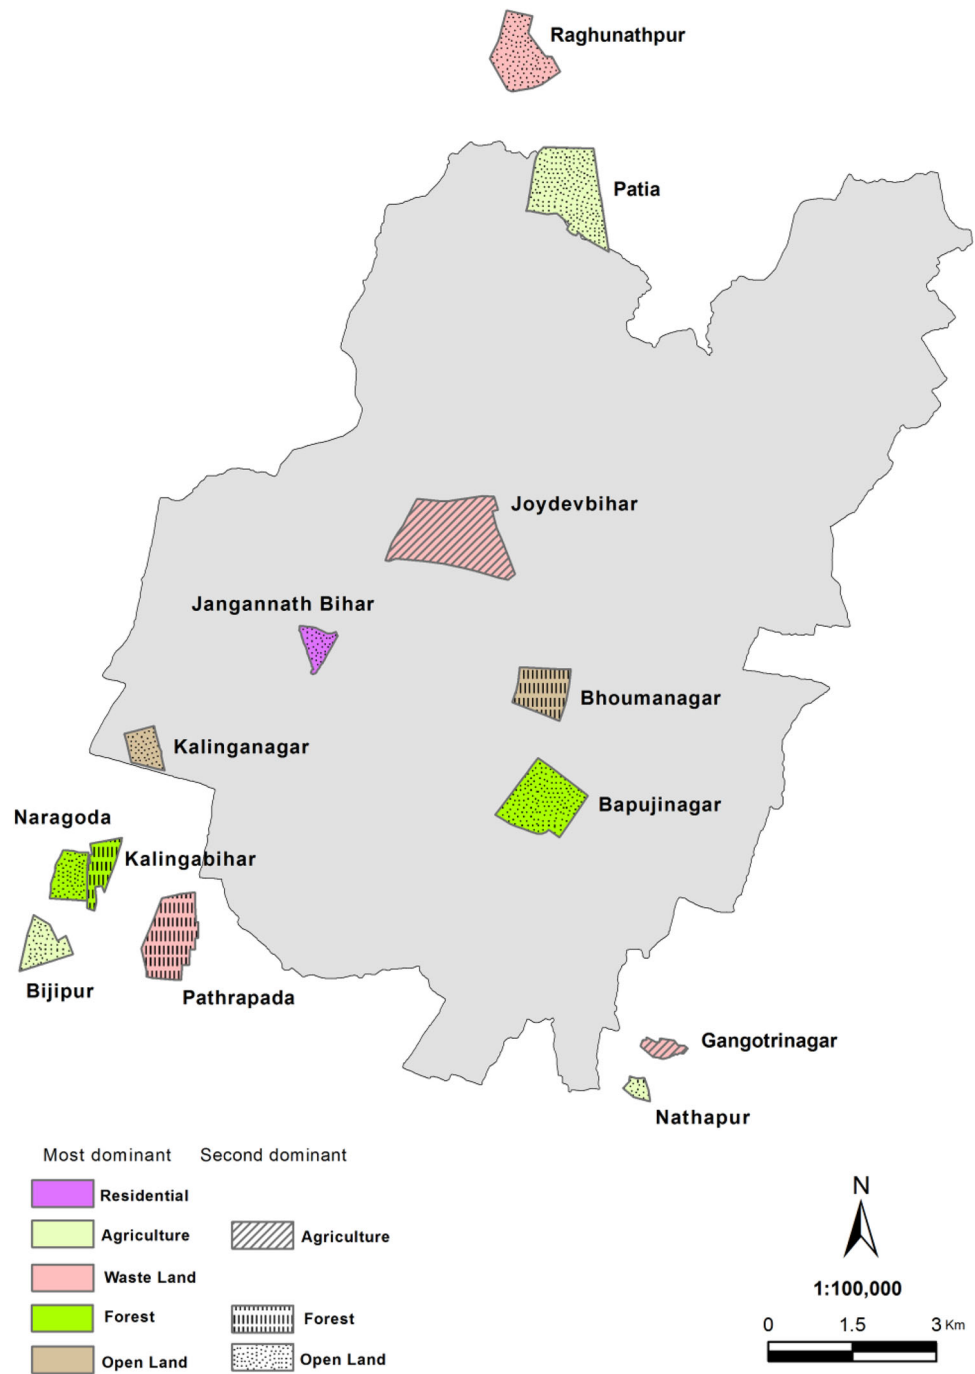 Raghunathpur
Patia
Joydevbihar
Jangannath Bihar
Bhoumanagar
Kalinganagar
Bapujinagar
Naragoda
Kalingabihar
Bijipur
Pathrapada
Gangotrinagar
Nathapur
Most dominant Second dominant
Residential
Agriculture Agriculture
Waste Land
Forest Forest
Open Land Open Land
N
1:100,000
0 1.5 3 Km